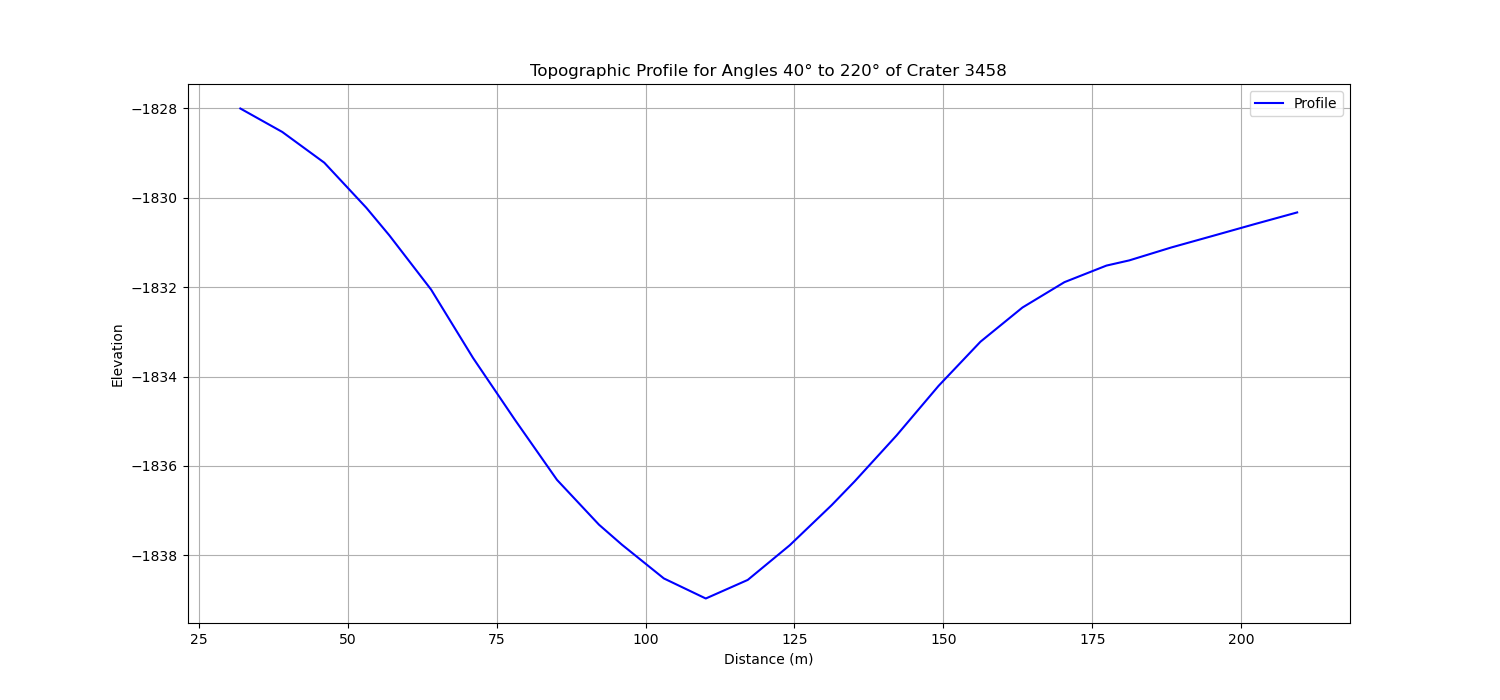 Topographic Profile for Angles 40° to 220° of Crater 3458
Profile
−1828
−1830
−1832
−1834
−1836
−1838
Elevation
25 50 75 100 125 150 175 200
Distance (m)